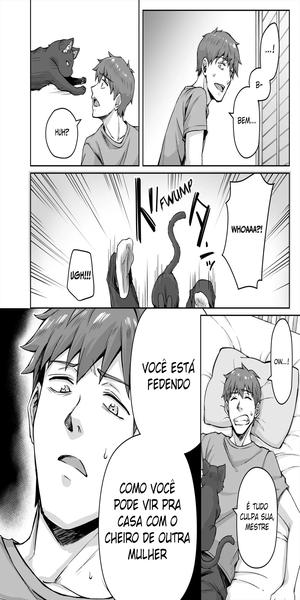 ...!
B-
BEM...
HUH?
FWUMP
WHOAAA?!
UGH!!!
OW...!
É TUDO
CULPA SUA,
MESTRE
VOCÊ ESTÁ
FEDENDO
COMO VOCÊ
PODE VIR PRA
CASA COM O
CHEIRO DE OUTRA
MULHER